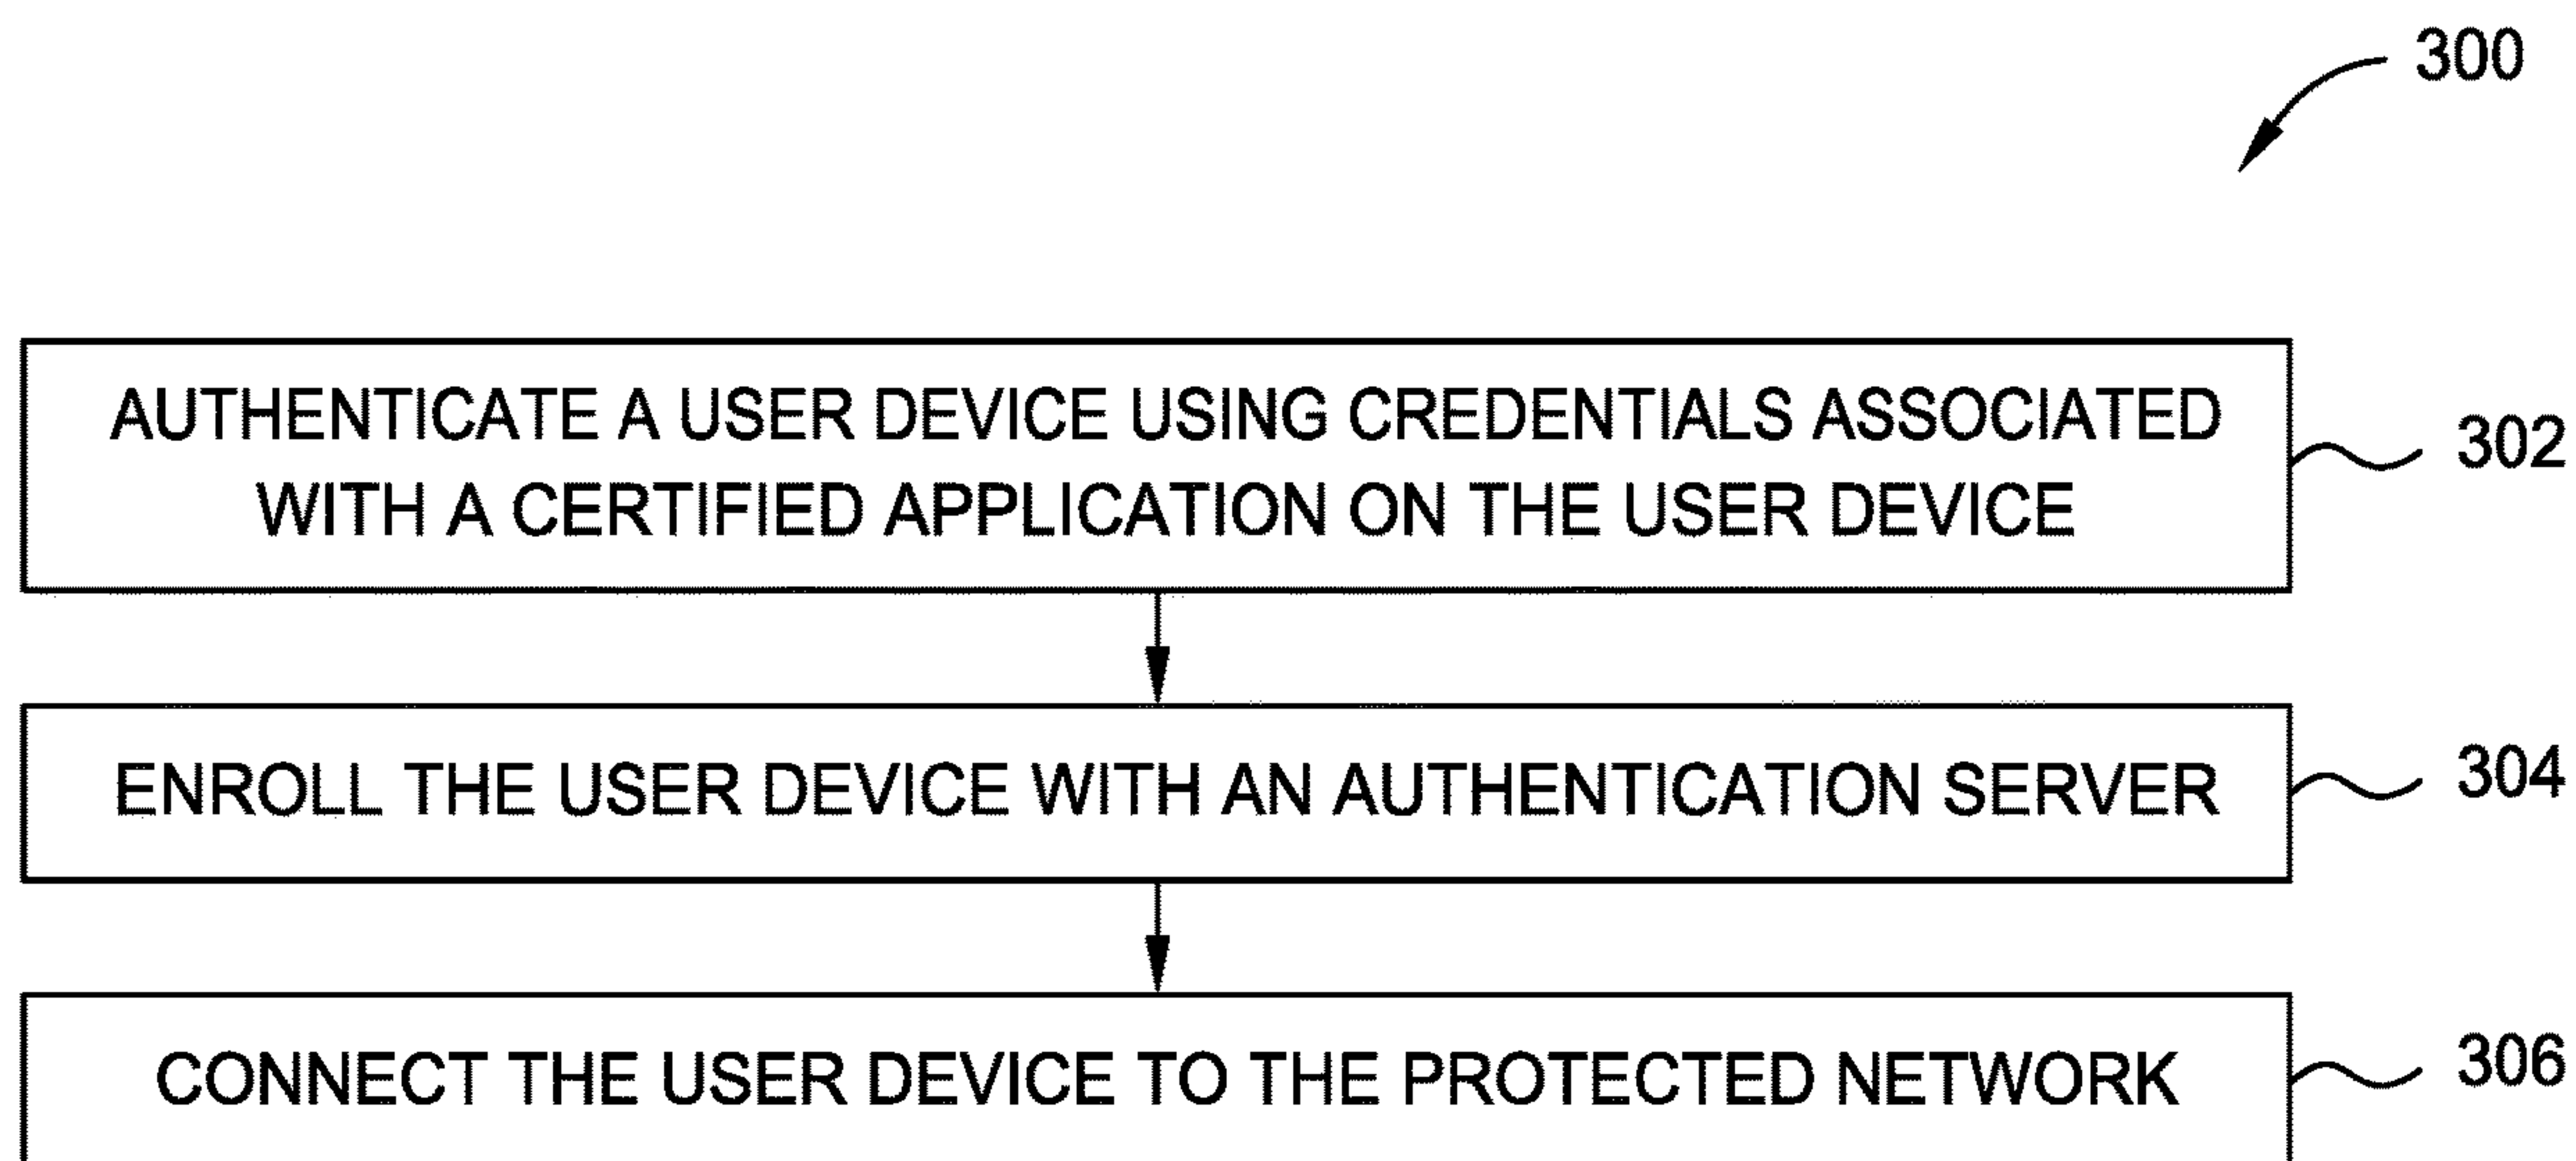 300
AUTHENTICATE A USER DEVICE USING CREDENTIALS ASSOCIATED
WITH A CERTIFIED APPLICATION ON THE USER DEVICE
302
ENROLL THE USER DEVICE WITH AN AUTHENTICATION SERVER
304
CONNECT THE USER DEVICE TO THE PROTECTED NETWORK
306